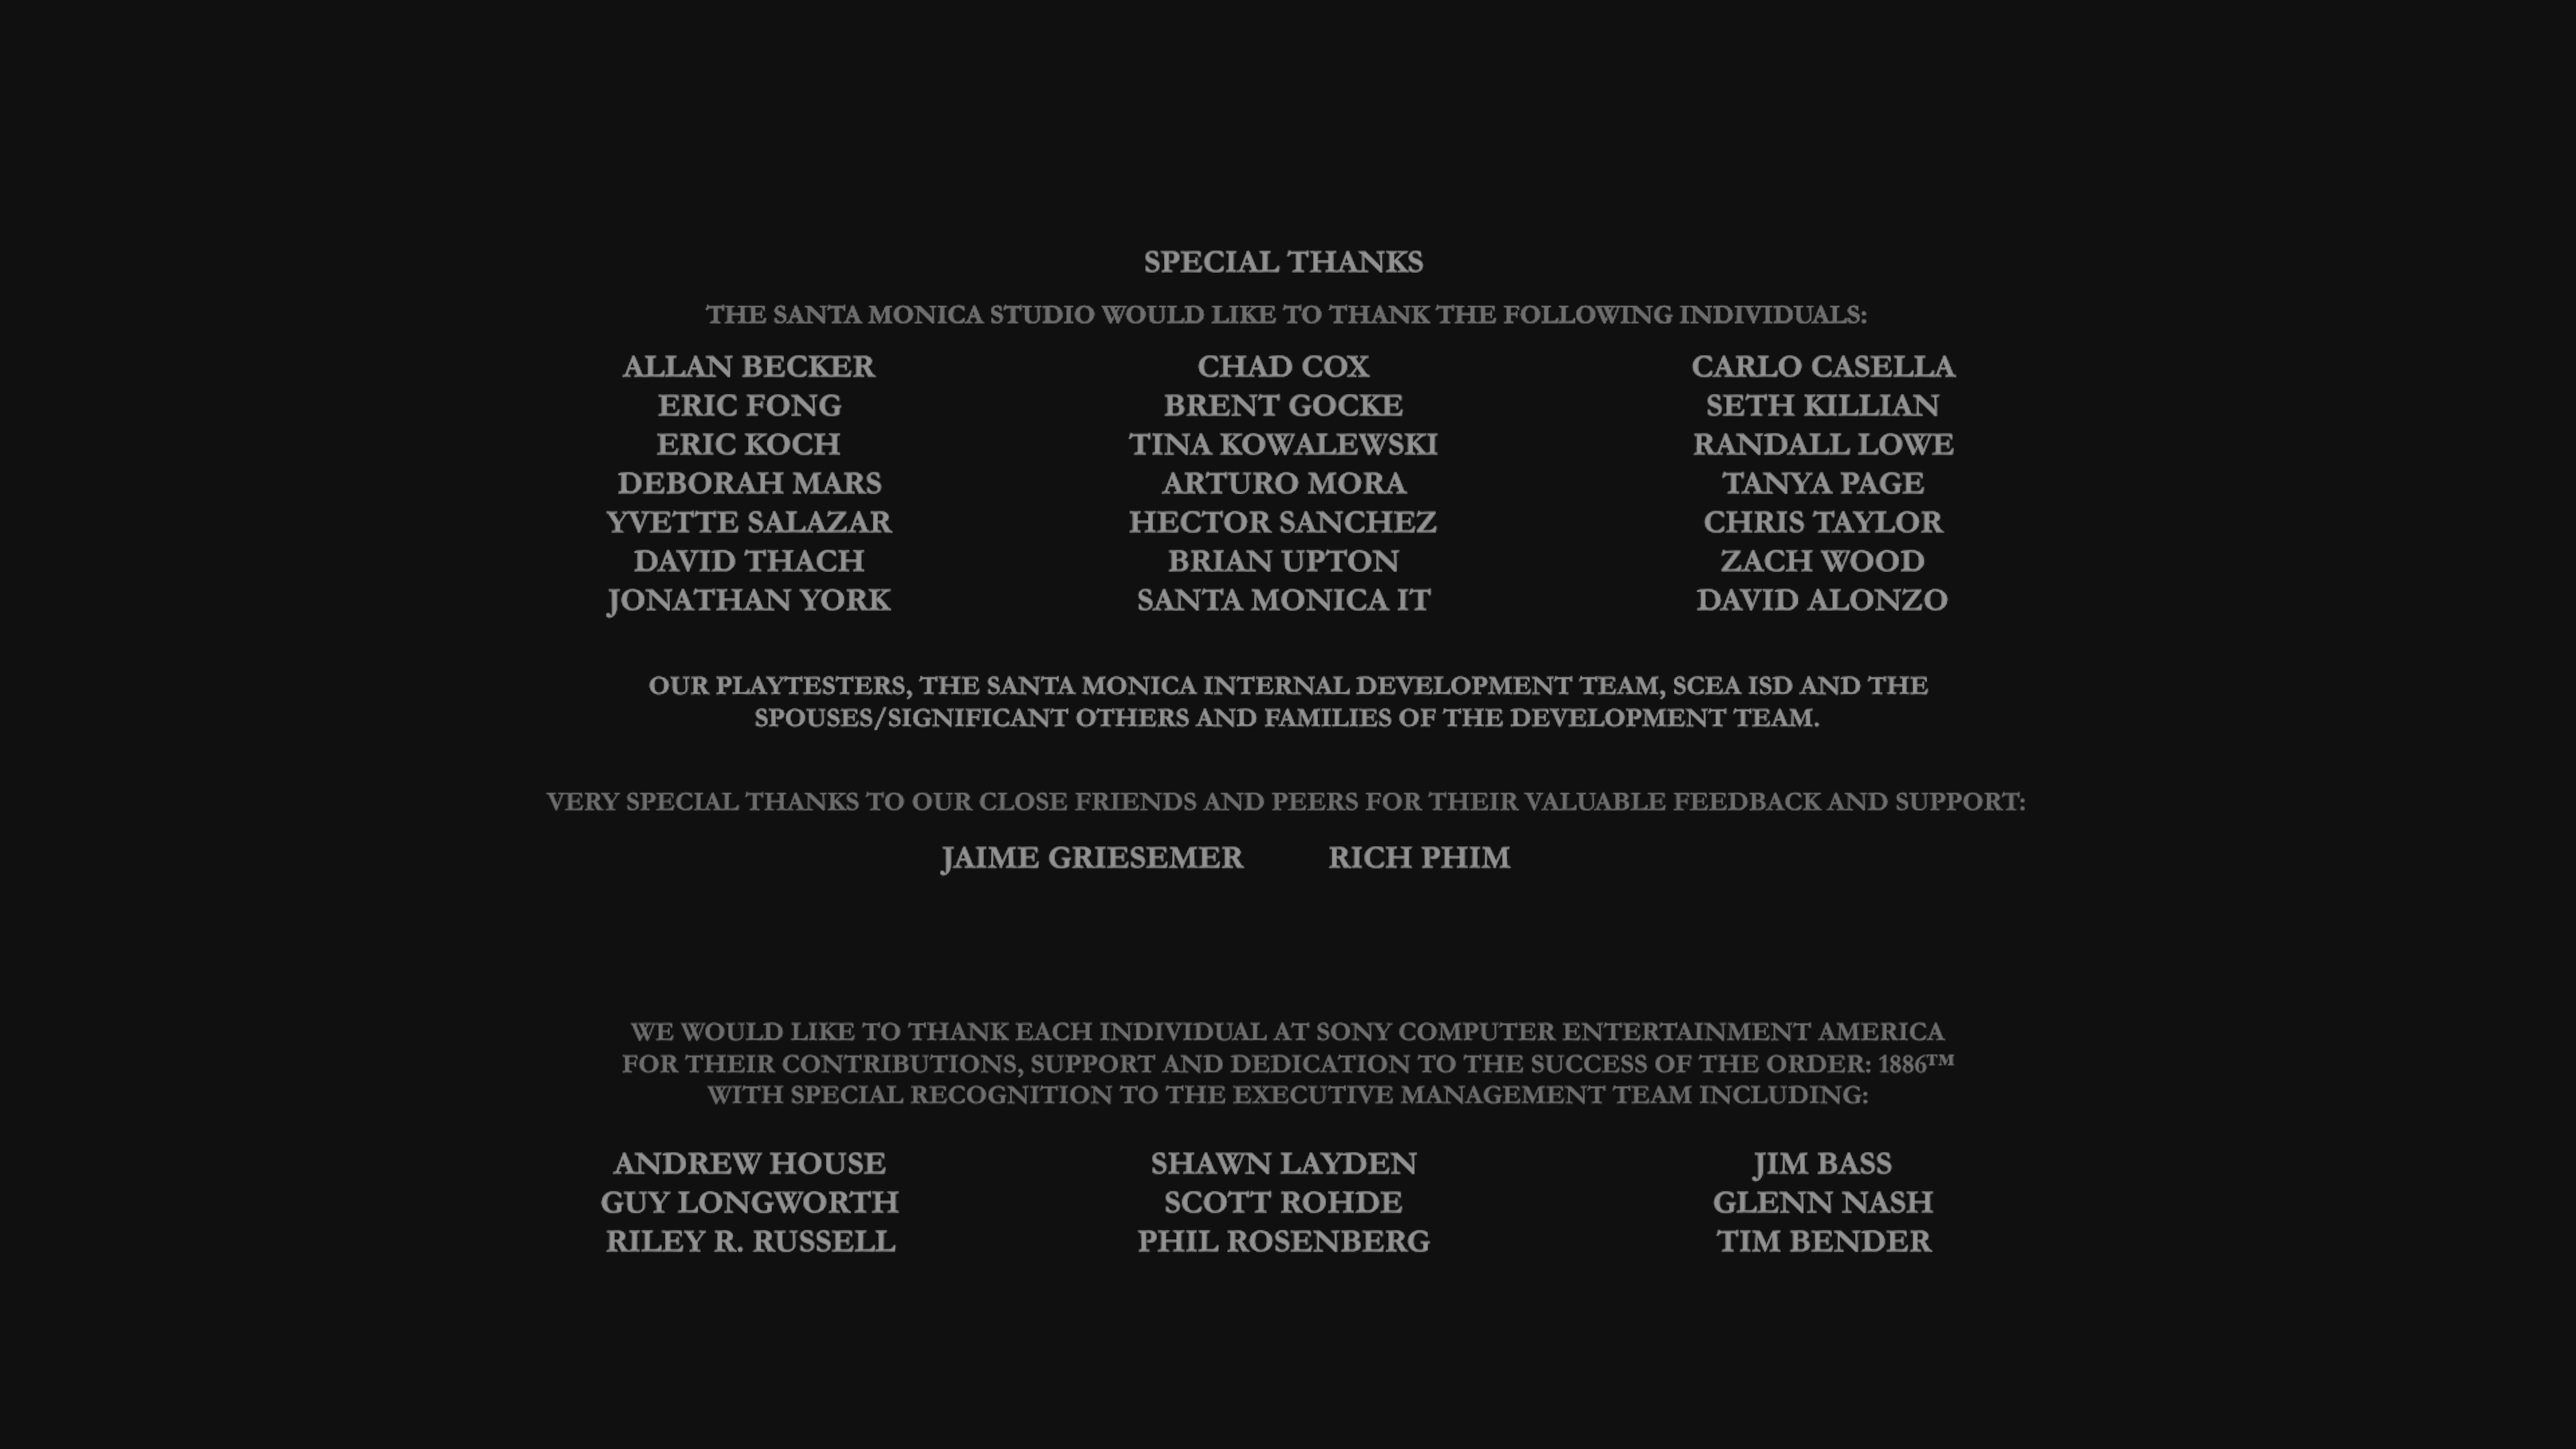 SPECIAL THANKS
THE SANTA MONICA STUDIO WOULD LIKE TO THANK THE FOLLOWING INDIVIDUALS:
ALLAN BECKER CHAD COX CARLO CASELLA
ERIC FONG BRENT GOCKE SETH KILLIAN
ERIC KOCH TINA KOWALEWSKI RANDALL LOWE
DEBORAH MARS ARTURO MORA TANYA PAGE
YVETTE SALAZAR HECTOR SANCHEZ CHRIS TAYLOR
DAVID THACH BRIAN UPTON ZACH WOOD
JONATHAN YORK SANTA MONICA IT DAVID ALONZO
OUR PLAYTESTERS, THE SANTA MONICA INTERNAL DEVELOPMENT TEAM, SCEA ISD AND THE
SPOUSES/SIGNIFICANT OTHERS AND FAMILIES OF THE DEVELOPMENT TEAM.
VERY SPECIAL THANKS TO OUR CLOSE FRIENDS AND PEERS FOR THEIR VALUABLE FEEDBACK AND SUPPORT:
JAIME GRIESEMER RICH PHIM
WE WOULD LIKE TO THANK EACH INDIVIDUAL AT SONY COMPUTER ENTERTAINMENT AMERICA
FOR THEIR CONTRIBUTIONS, SUPPORT AND DEDICATION TO THE SUCCESS OF THE ORDER: 1886™
WITH SPECIAL RECOGNITION TO THE EXECUTIVE MANAGEMENT TEAM INCLUDING:
ANDREW HOUSE SHAWN LAYDEN JIM BASS
GUY LONGWORTH SCOTT ROHDE GLENN NASH
RILEY R. RUSSELL PHIL ROSENBERG TIM BENDER